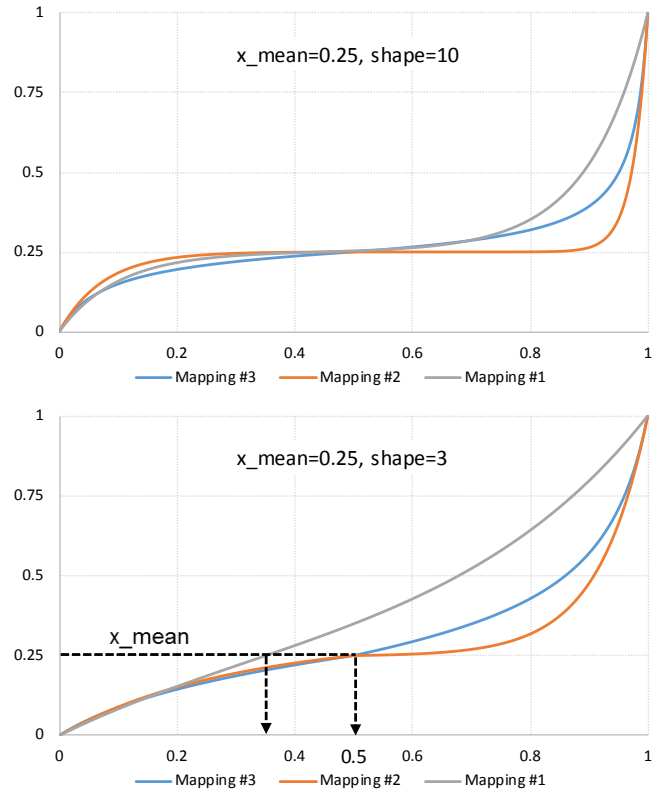 1
x_mean=0.25, shape=10
0.75
0.5
0.25
0
0 0.2 0.4 0.6 0.8 1
Mapping #3 Mapping #2 Mapping #1
1
x_mean=0.25, shape=3
0.75
0.5
x_mean
0.25
0
0 0.2 0.4 0.5 0.6 0.8 1
Mapping #3 Mapping #2 Mapping #1